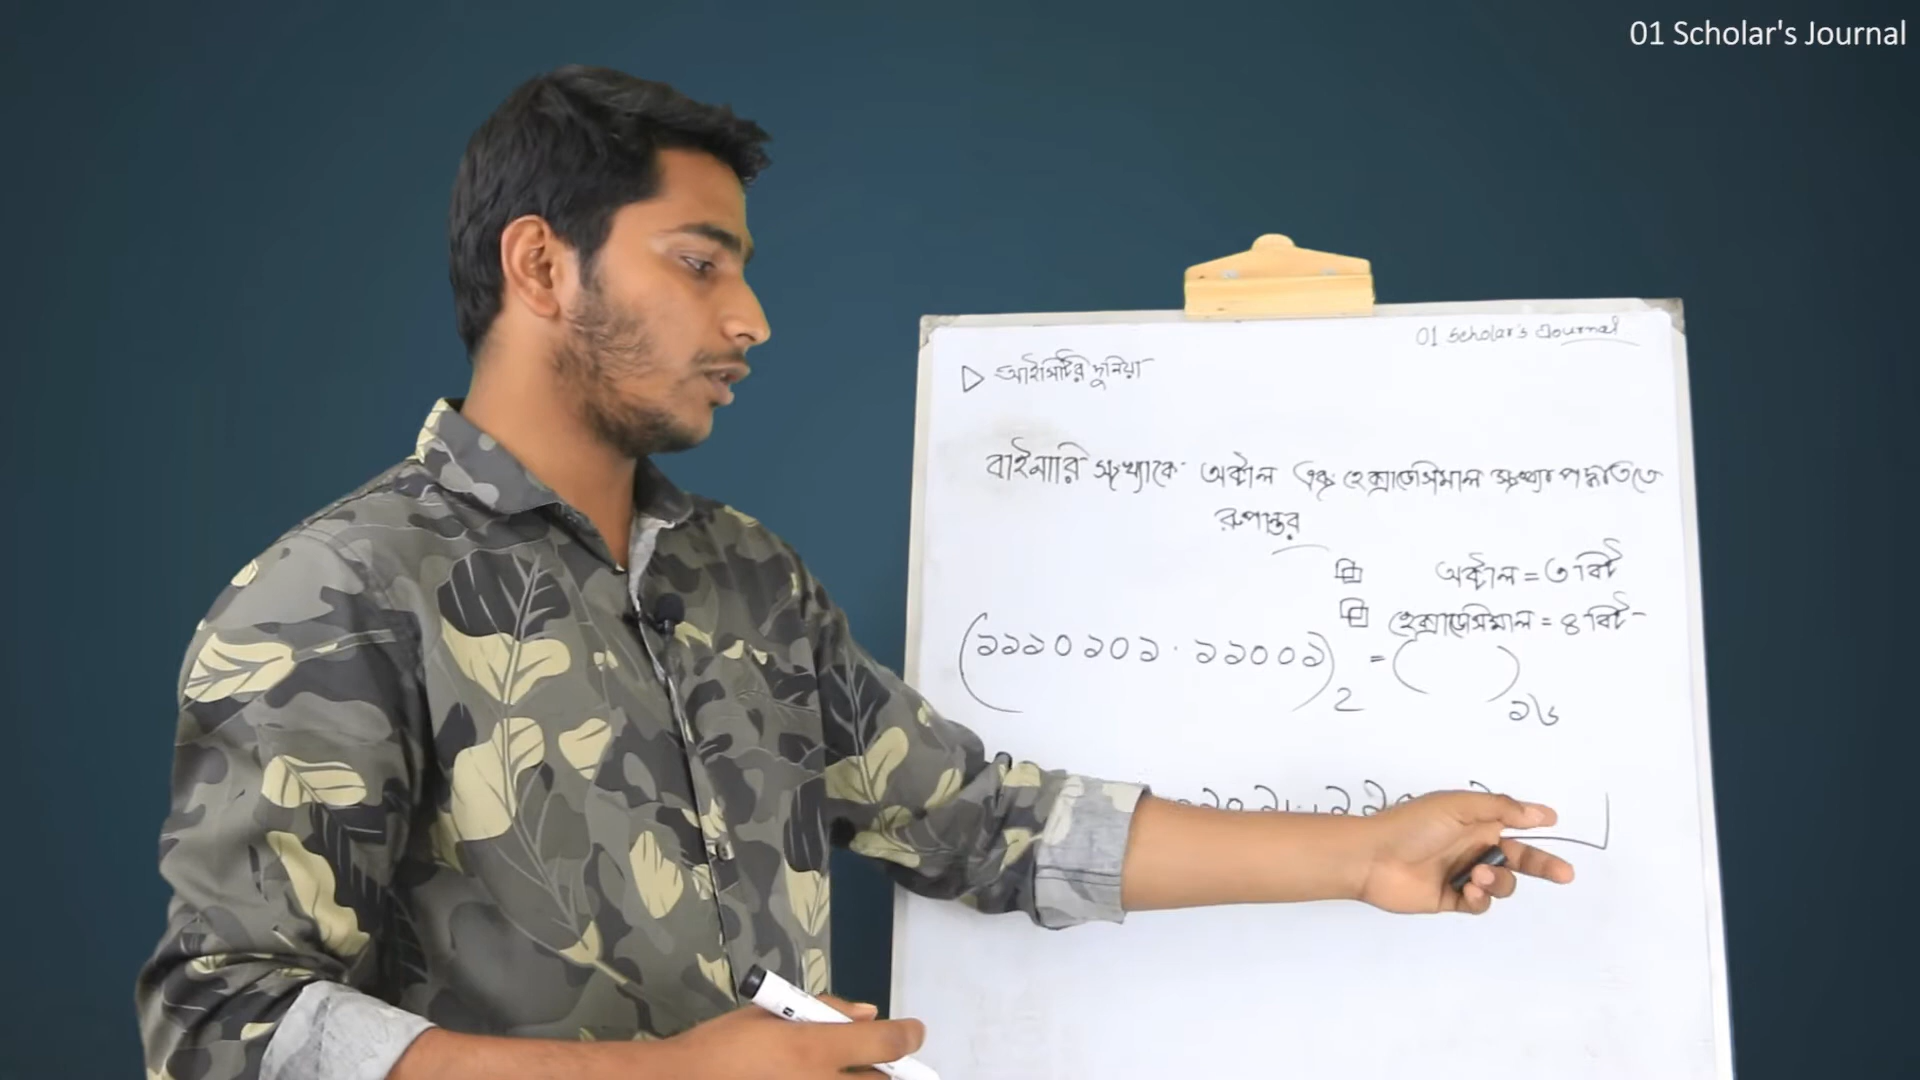 01 Scholar's Journal
01 Scholar's Journal
▷ আইসিটির দুনিয়া
বাইনারি সংখ্যাকে অক্টাল এবং হেক্সাডেসিমাল সংখ্যা পদ্ধতিতে
রুপান্তর
অক্টাল = ৩ বিট
হেক্সাডেসিমাল = ৪ বিট
(১১১০১০১.১১০০১)2 = ( )১৬